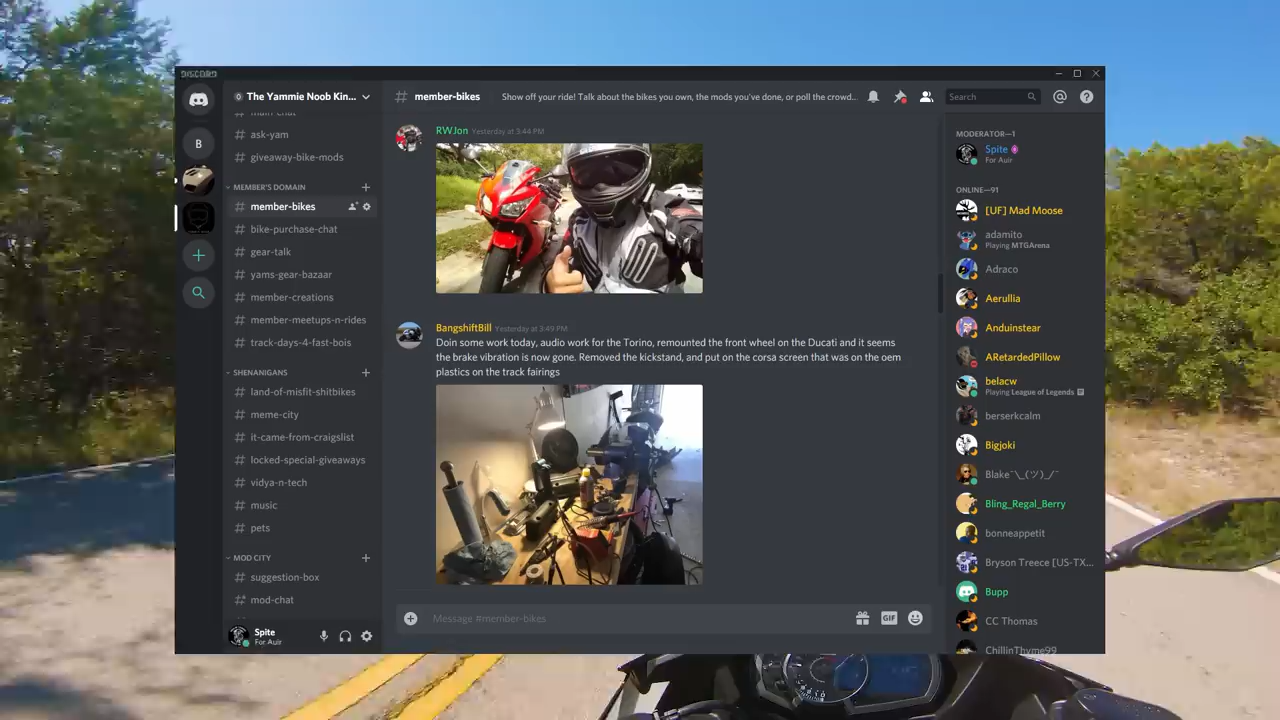 DISCORD
The Yammie Noob Kin...
main-chat
ask-yam
giveaway-bike-mods
MEMBER'S DOMAIN
member-bikes
bike-purchase-chat
gear-talk
yams-gear-bazaar
member-creations
member-meetups-n-rides
track-days-4-fast-bois
SHENANIGANS
land-of-misfit-shitbikes
meme-city
it-came-from-craigslist
locked-special-giveaways
vidya-n-tech
music
pets
MOD CITY
suggestion-box
mod-chat
Spite
For Auir
B
# member-bikes
Show off your ride! Talk about the bikes you own, the mods you've done, or poll the crowd...
Search
RWJon Yesterday at 3:44 PM
BangshiftBill Yesterday at 3:49 PM
Doin some work today, audio work for the Torino, remounted the front wheel on the Ducati and it seems
the brake vibration is now gone. Removed the kickstand, and put on the corsa screen that was on the oem
plastics on the track fairings
Message #member-bikes
GIF
MODERATOR—1
Spite
For Auir
ONLINE—91
[UF] Mad Moose
adamito
Playing MTGArena
Adraco
Aerullia
Anduinstear
ARetardedPillow
belacw
Playing League of Legends
berserkcalm
Bigjoki
Blake¯\_(ツ)_/¯
Bling_Regal_Berry
bonneappetit
Bryson Treece [US-TX...
Bupp
CC Thomas
ChillinThyme99